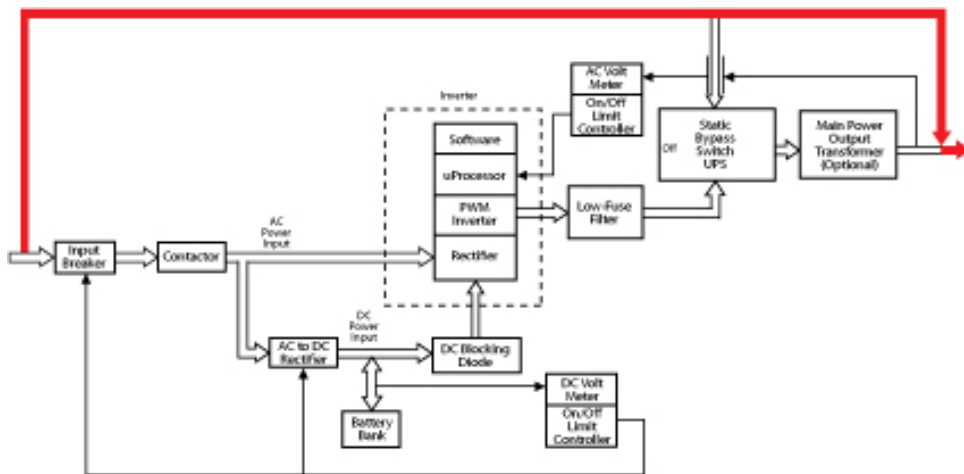 Inverter
AC Volt
Meter
On/Off
Limit
Controller
Software
uProcessor
PWM
Inverter
Rectifier
Off
Static
Bypass
Switch
UPS
Main Power
Output
Transformer
(Optional)
Low-Fuse
Filter
AC
Power
Input
Input
Breaker
Contactor
DC
Power
Input
AC to DC
Rectifier
DC Blocking
Diode
Battery
Bank
DC Volt
Meter
On/Off
Limit
Controller